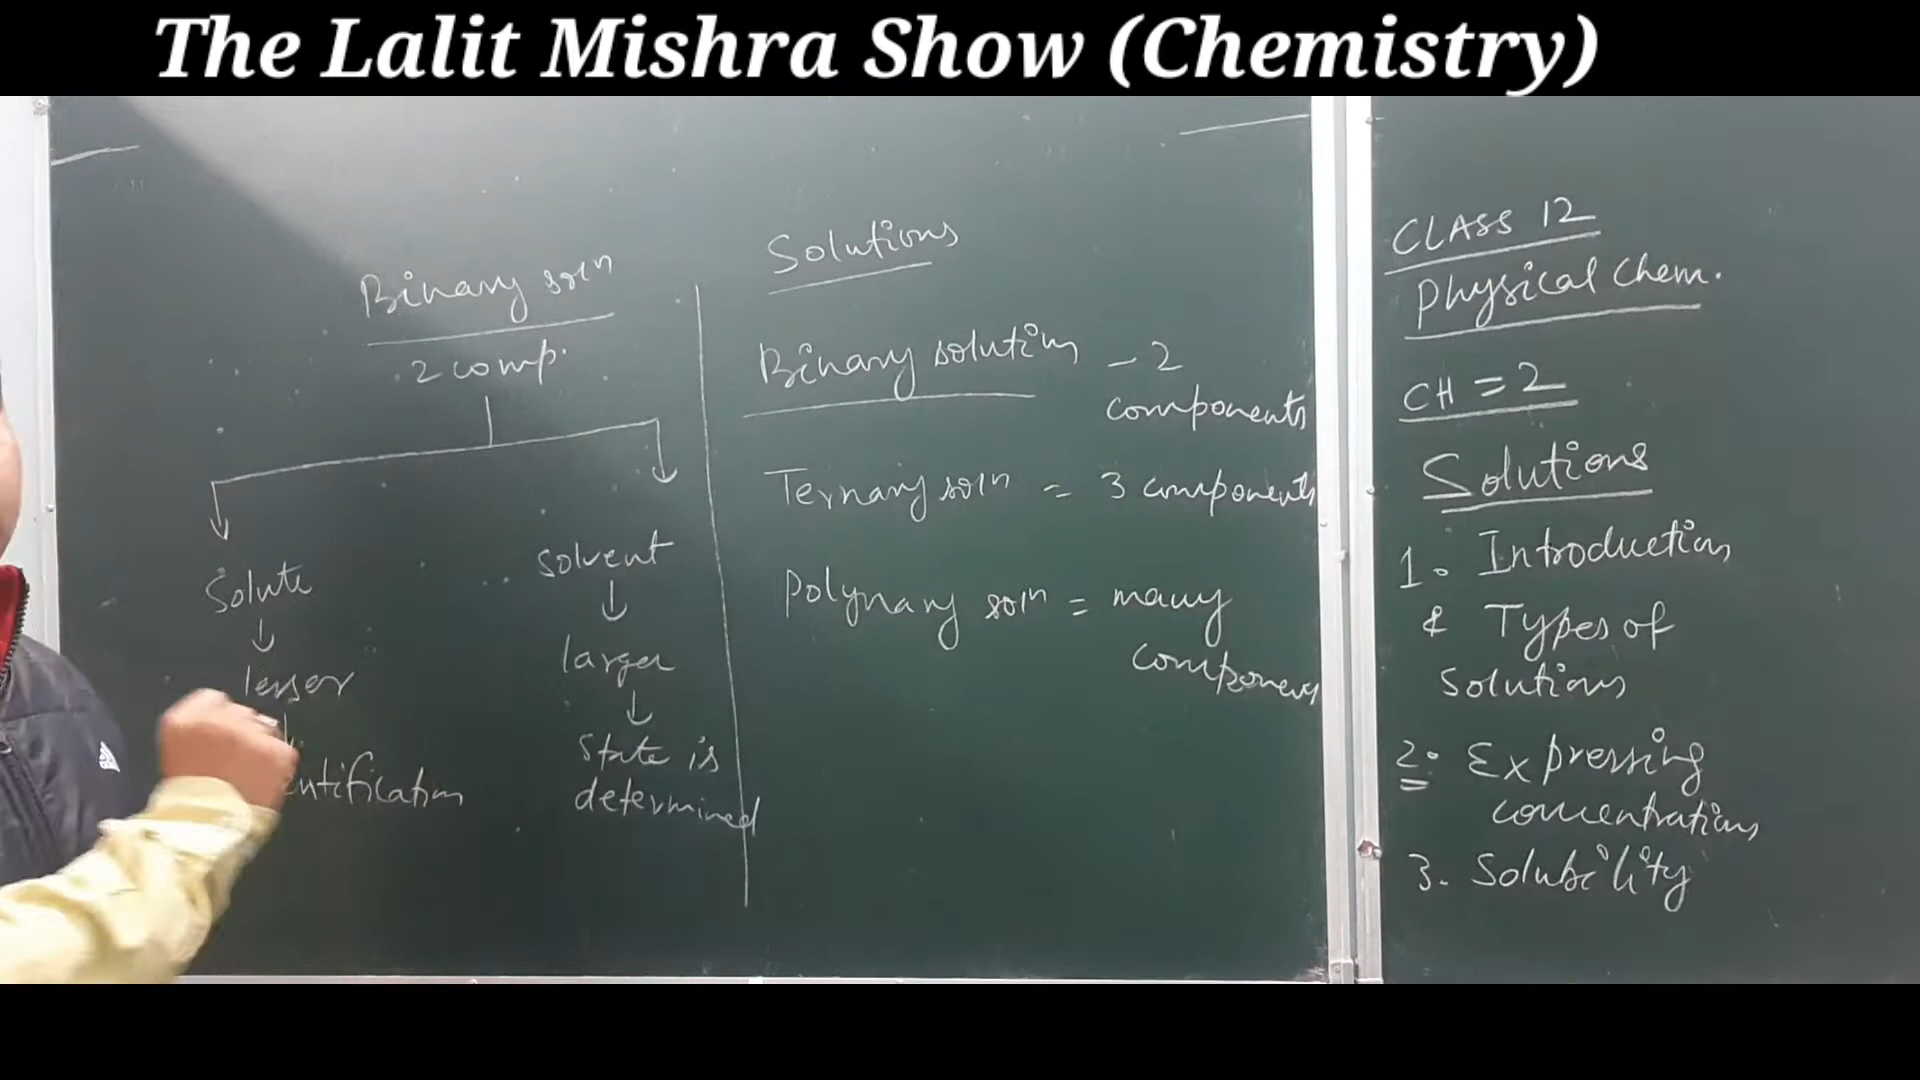 The Lalit Mishra Show (Chemistry)
Binary soln
2 comp.
Solute
lesser
solvent
larger
State is
determined
Solutions
Binary solution - 2
components
Ternary soln = 3 components
Polynary soln = many
components
CLASS 12
Physical Chem.
CH = 2
Solutions
1. Introduction
& Types of
Solutions
2. Expressing
concentrations
3. Solubility